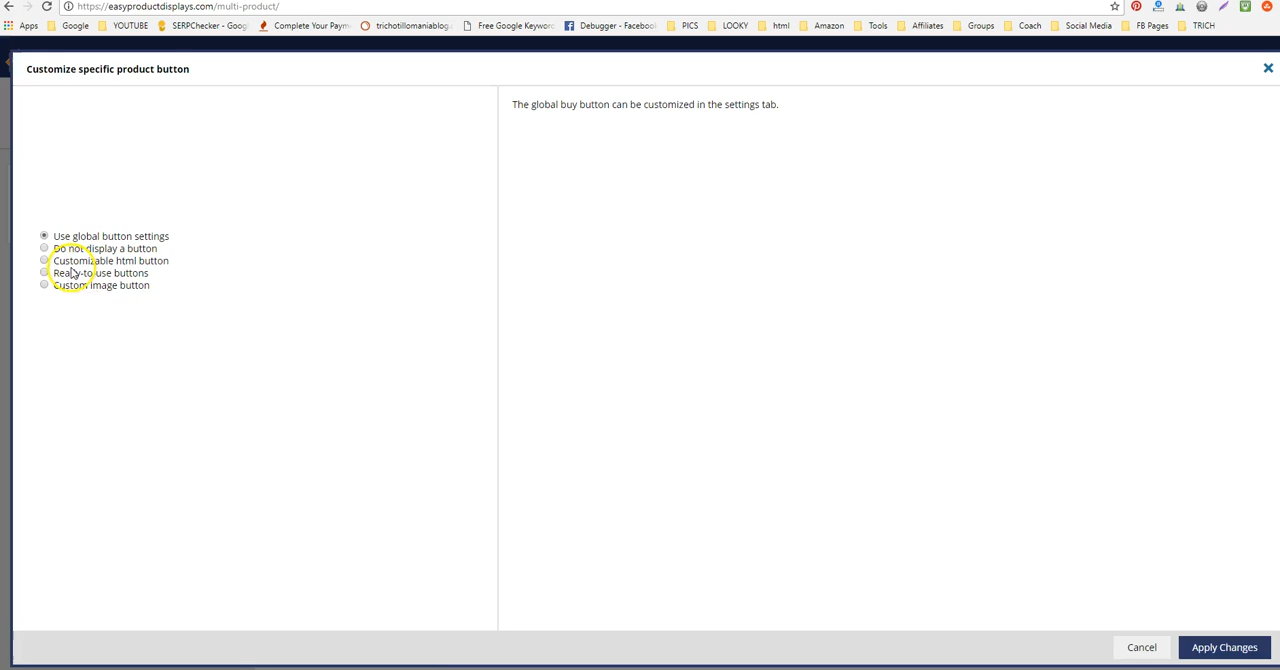 https://easyproductdisplays.com/multi-product/
Apps Google YOUTUBE SERPChecker - Goog Complete Your Paym trichotillomaniablog Free Google Keyword Debugger - Facebook PICS LOOKY html Amazon Tools Affiliates Groups Coach Social Media FB Pages TRICH
Customize specific product button
The global buy button can be customized in the settings tab.
Use global button settings
Do not display a button
Customizable html button
Ready-to-use buttons
Custom image button
Cancel Apply Changes